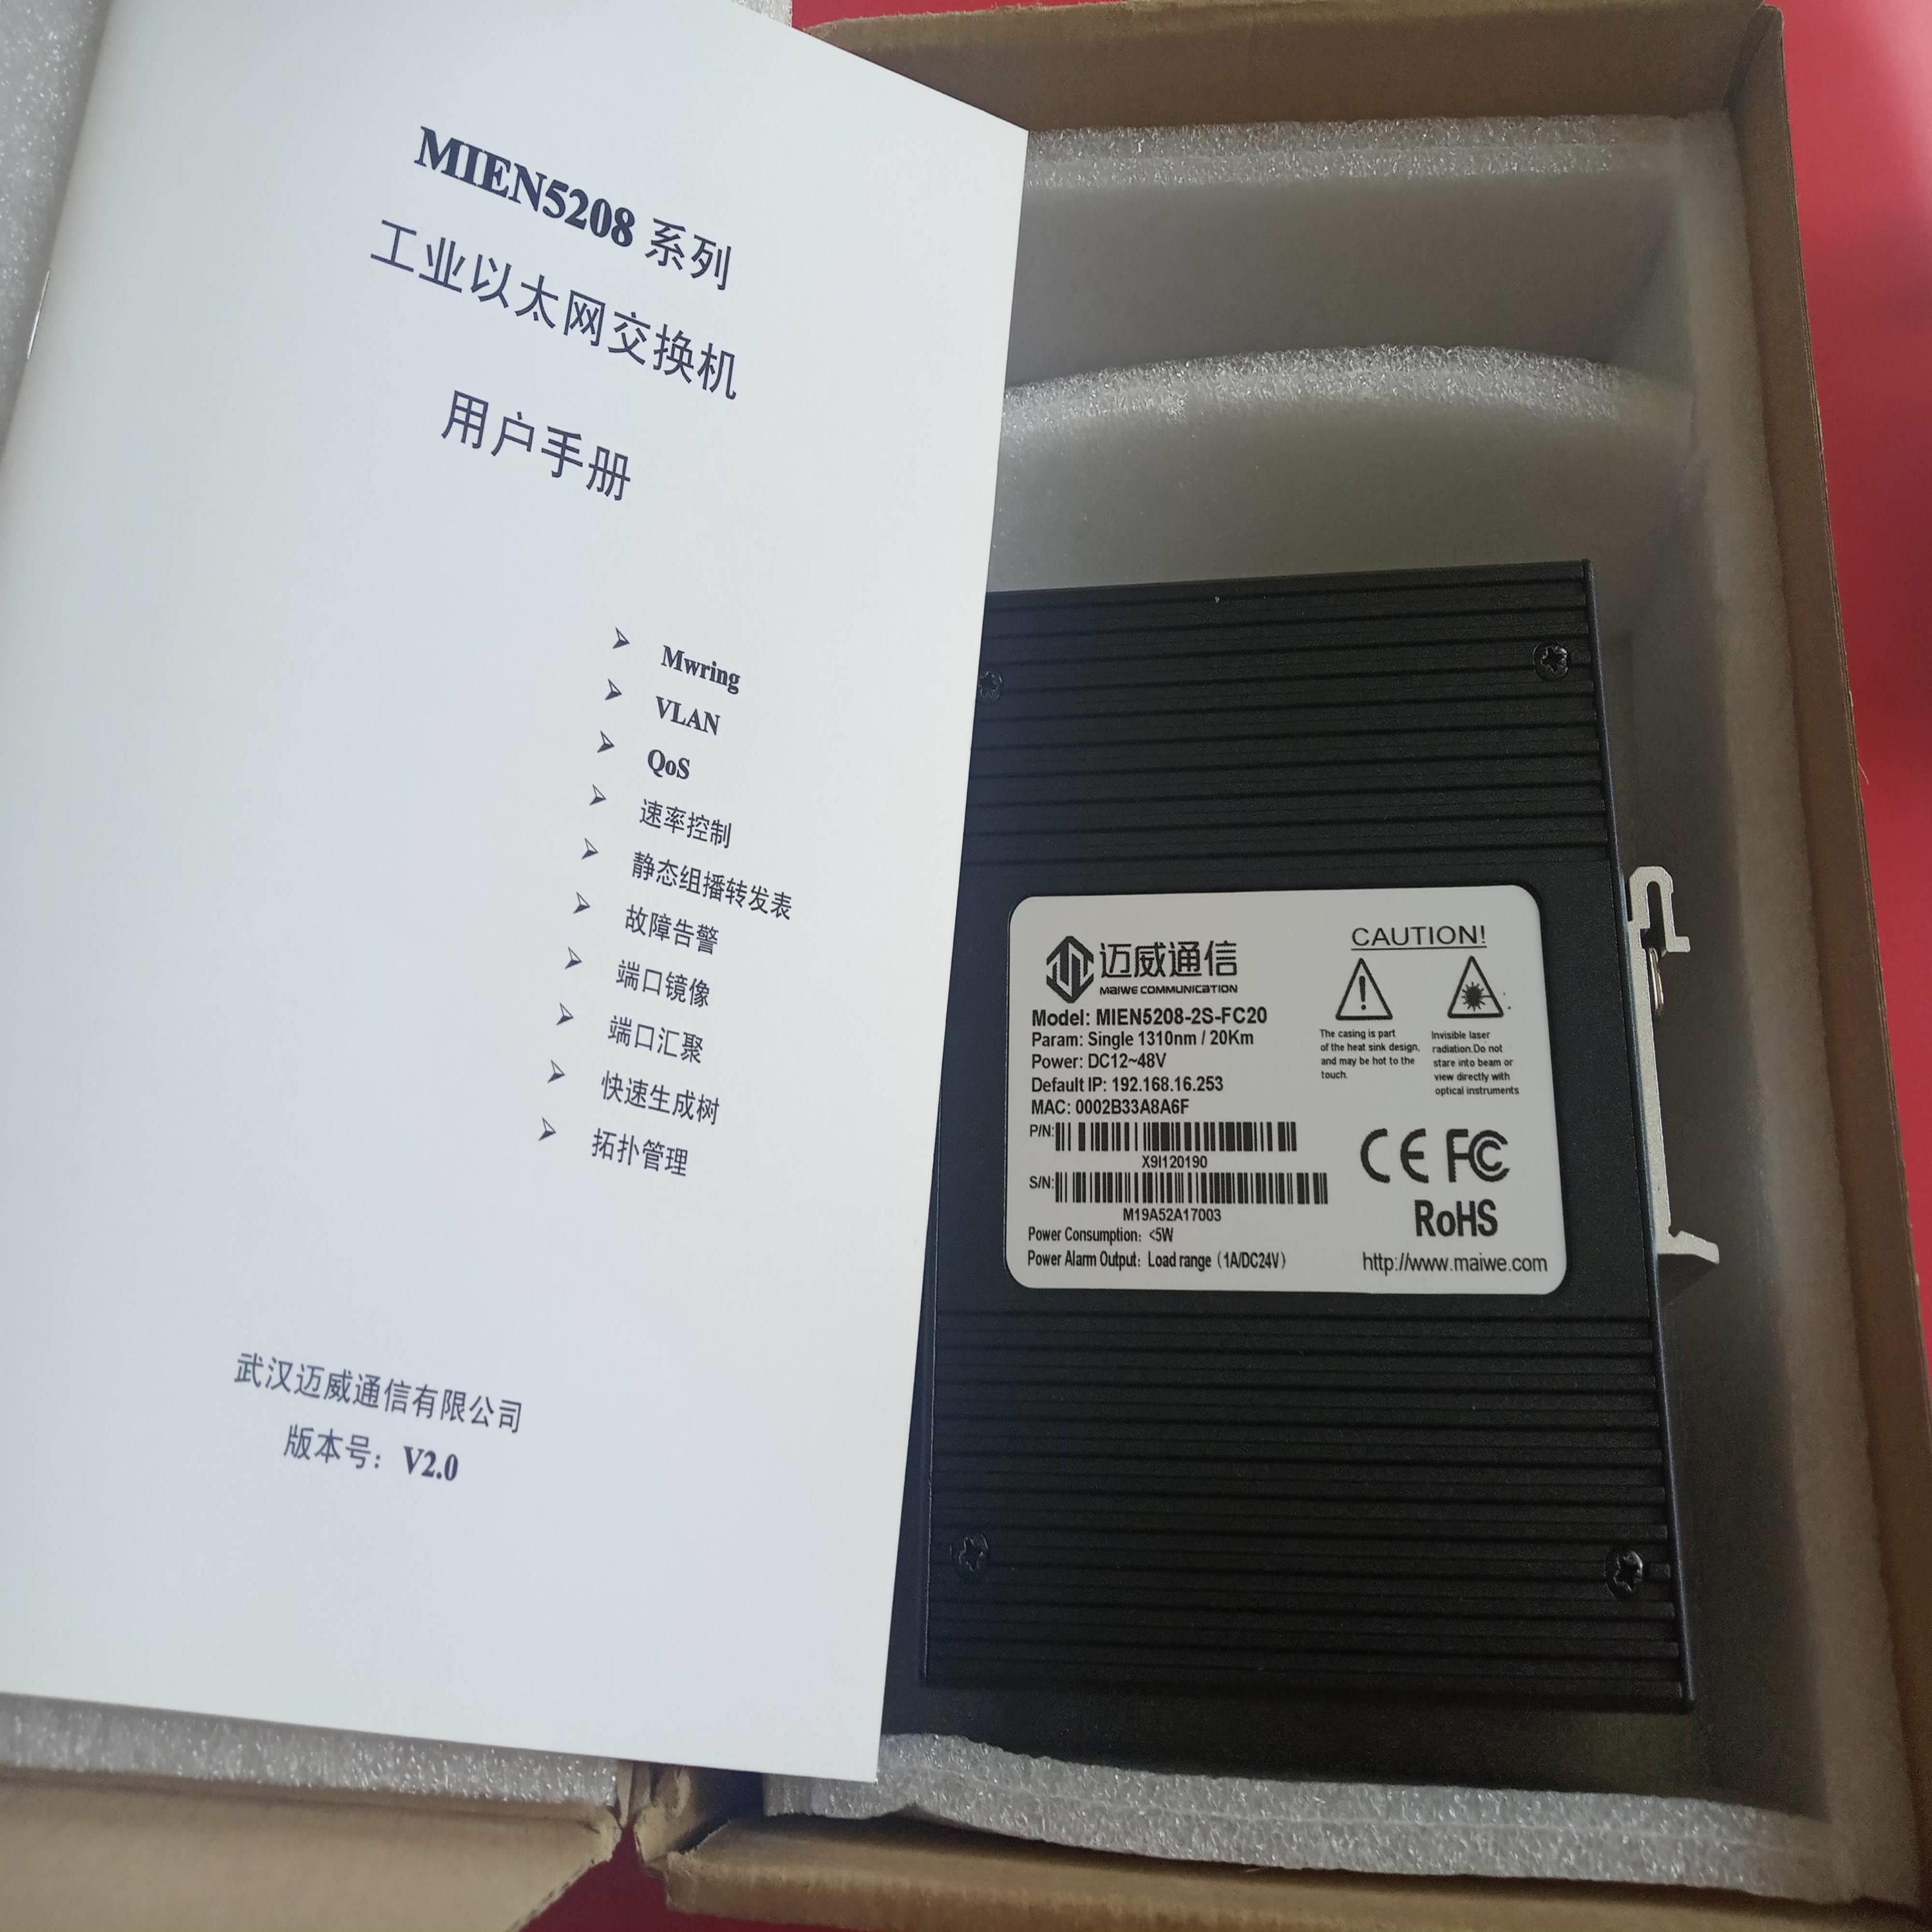 MIEN5208 系列
工业以太网交换机
用户手册
Mwring
VLAN
QoS
速率控制
静态组播转发表
故障告警
端口镜像
端口汇聚
快速生成树
拓扑管理
武汉迈威通信有限公司
版本号：V2.0
迈威通信
MAIWE COMMUNICATION
Model: MIEN5208-2S-FC20
Param: Single 1310nm / 20Km
Power: DC12~48V
Default IP: 192.168.16.253
MAC: 0002B33A8A6F
P/N:
X9I120190
S/N:
M19A52A17003
Power Consumption: <5W
Power Alarm Output: Load range (1A/DC24V)
CAUTION!
The casing is part
of the heat sink design,
and may be hot to the
touch.
Invisible laser
radiation.Do not
stare into beam or
view directly with
optical instruments
CE FC
RoHS
http://www.maiwe.com